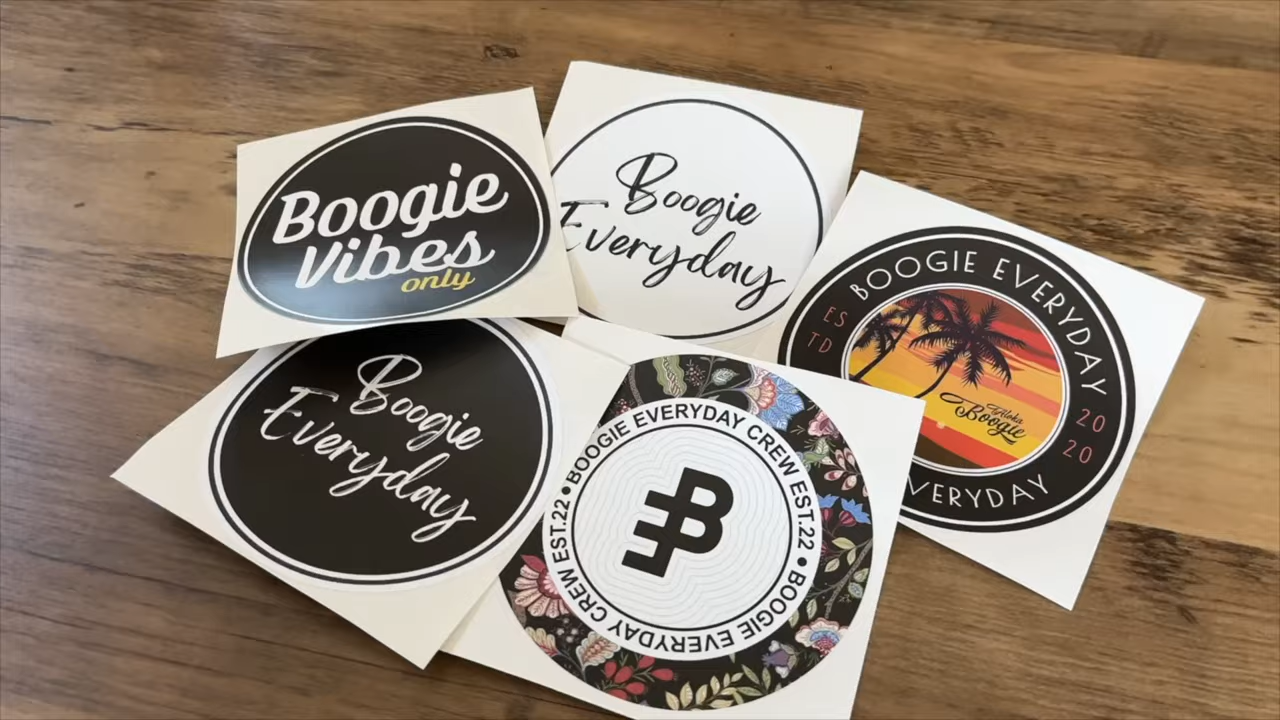 Boogie
Vibes
only
Boogie
Everyday
BOOGIE EVERYDAY
ES
TD
20
20
Aloha
Boogie
VERYDAY
Boogie
Everyday
BOOGIE EVERYDAY CREW EST.22 • BOOGIE EVERYDAY CREW EST.22 •
B